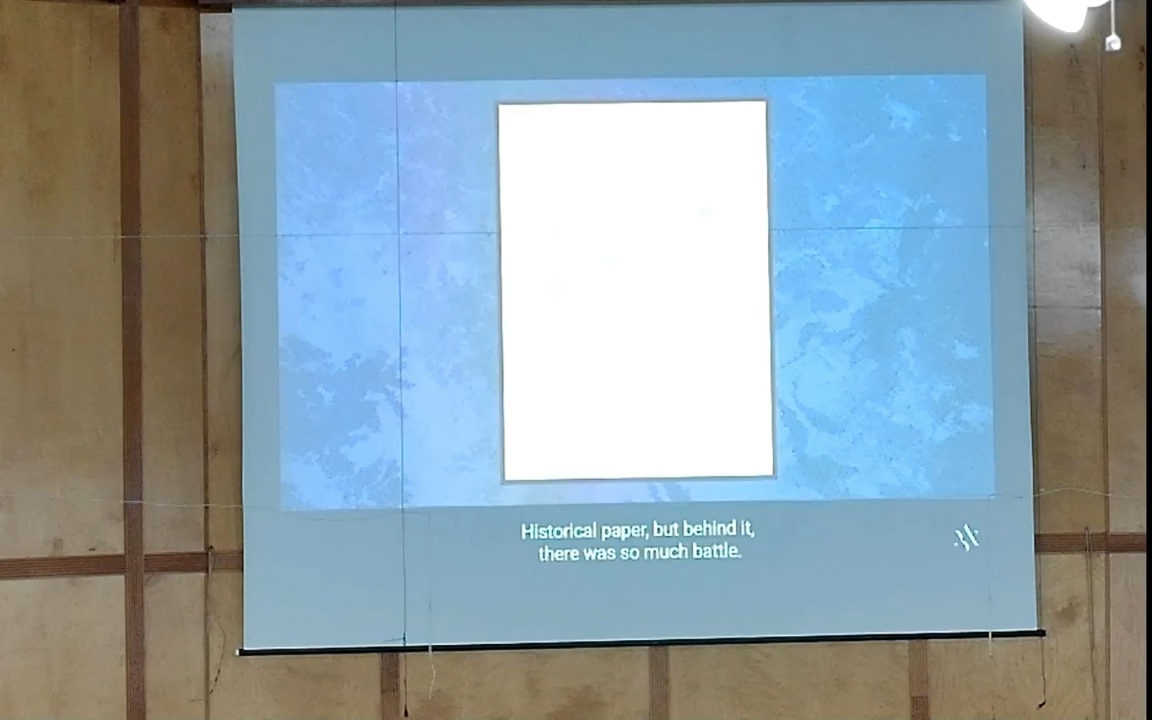 Historical paper, but behind it,
there was so much battle.